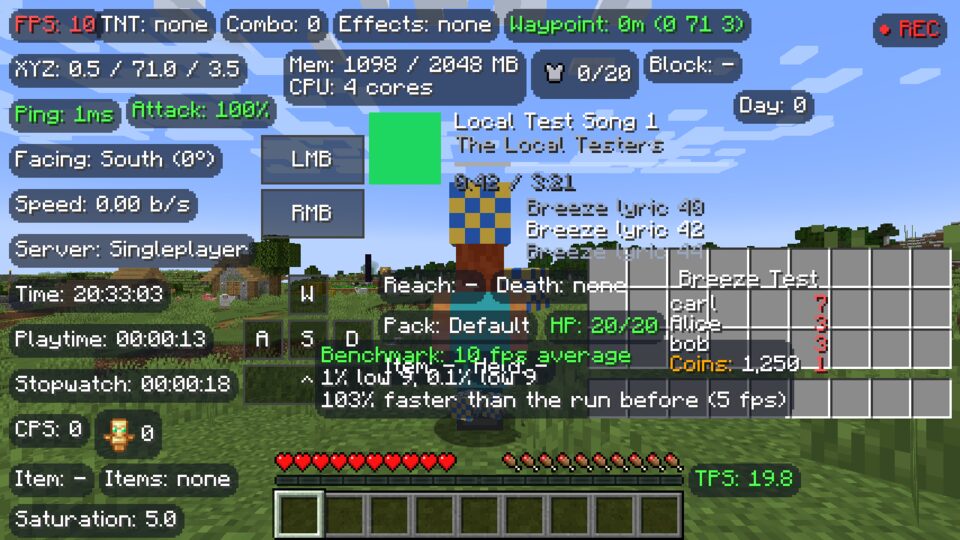 FPS: 10
TNT: none
Combo: 0
Effects: none
Waypoint: 0m (0 71 3)
REC
XYZ: 0.5 / 71.0 / 3.5
Mem: 1098 / 2048 MB
CPU: 4 cores
0/20
Block: -
Day: 0
Ping: 1ms
Attack: 100%
Local Test Song 1
The Local Testers
0:42 / 3:21
Facing: South (0°)
LMB
RMB
Speed: 0.00 b/s
Breeze lyric 40
Breeze lyric 42
Breeze lyric 44
Server: Singleplayer
Breeze Test
carl 7
Alice 3
bob 3
Coins: 1,250 1
Reach: -
Death: none
Time: 20:33:03
W
A S D
^
Pack: Default
HP: 20/20
Playtime: 00:00:13
Benchmark: 10 fps average
1% low 9, 0.1% low 9
103% faster than the run before (5 fps)
Stopwatch: 00:00:18
CPS: 0
0
Item: -
Items: none
TPS: 19.8
Saturation: 5.0